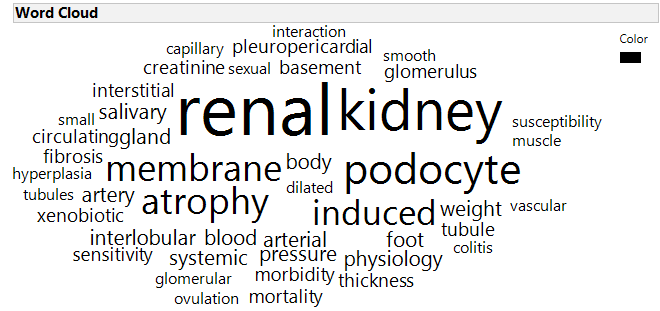 Word Cloud
Color
interaction
capillary pleuropericardial smooth
creatinine sexual basement glomerulus
interstitial
small salivary renal kidney susceptibility
circulating gland muscle
fibrosis
hyperplasia membrane body podocyte
tubules artery atrophy dilated
xenobiotic induced weight vascular
interlobular blood arterial foot tubule
sensitivity systemic pressure physiology colitis
glomerular morbidity thickness
ovulation mortality